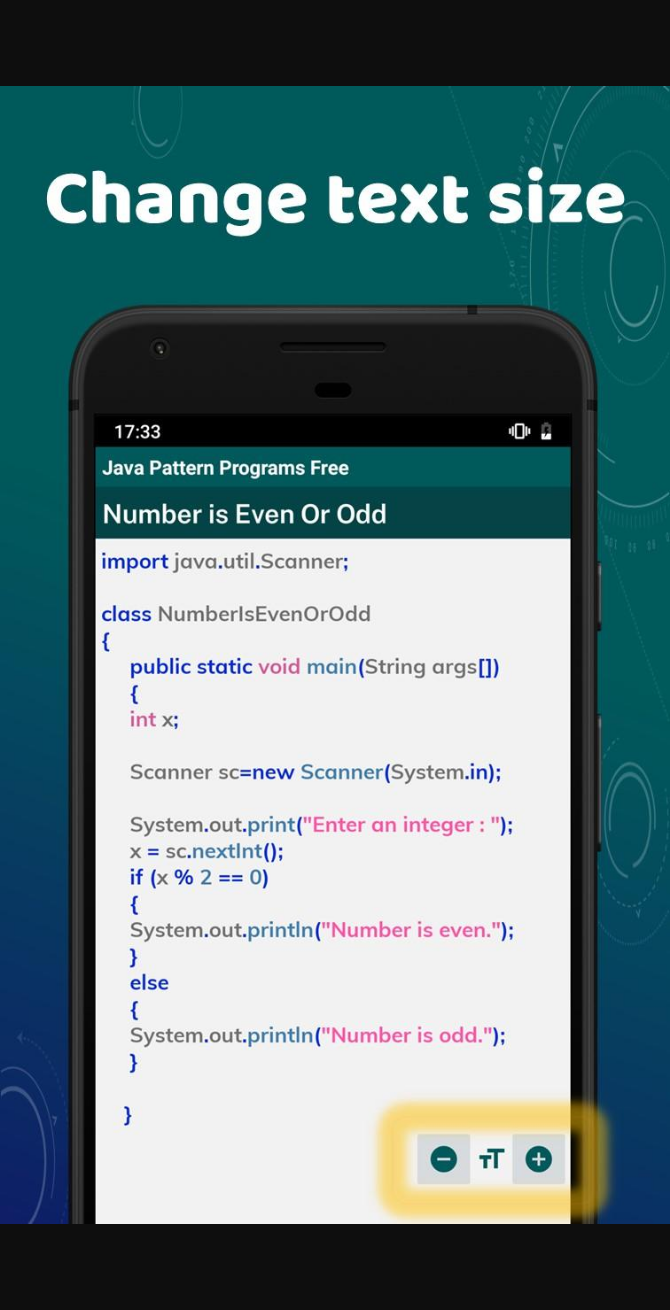 Change text size
17:33
Java Pattern Programs Free
Number is Even Or Odd
import java.util.Scanner;
class NumberIsEvenOrOdd
{
public static void main(String args[])
{
int x;
Scanner sc=new Scanner(System.in);
System.out.print("Enter an integer : ");
x = sc.nextInt();
if (x % 2 == 0)
{
System.out.println("Number is even.");
}
else
{
System.out.println("Number is odd.");
}
}
TT